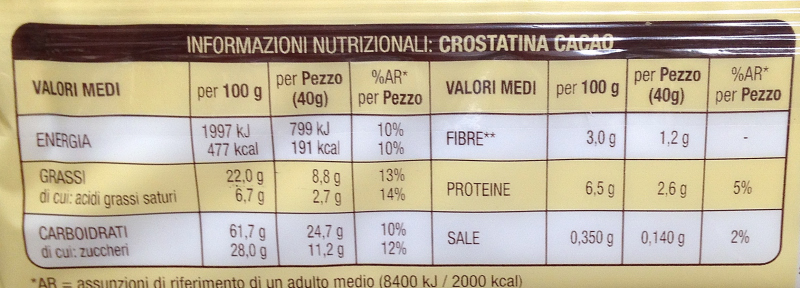 INFORMAZIONI NUTRIZIONALI: CROSTATINA CACAO
VALORI MEDI per 100 g per Pezzo (40g) %AR* per Pezzo VALORI MEDI per 100 g per Pezzo (40g) %AR* per Pezzo
ENERGIA 1997 kJ 799 kJ 10% FIBRE** 3,0 g 1,2 g -
477 kcal 191 kcal 10%
GRASSI 22,0 g 8,8 g 13% PROTEINE 6,5 g 2,6 g 5%
di cui: acidi grassi saturi 6,7 g 2,7 g 14%
CARBOIDRATI 61,7 g 24,7 g 10% SALE 0,350 g 0,140 g 2%
di cui: zuccheri 28,0 g 11,2 g 12%
*AR = assunzioni di riferimento di un adulto medio (8400 kJ / 2000 kcal)